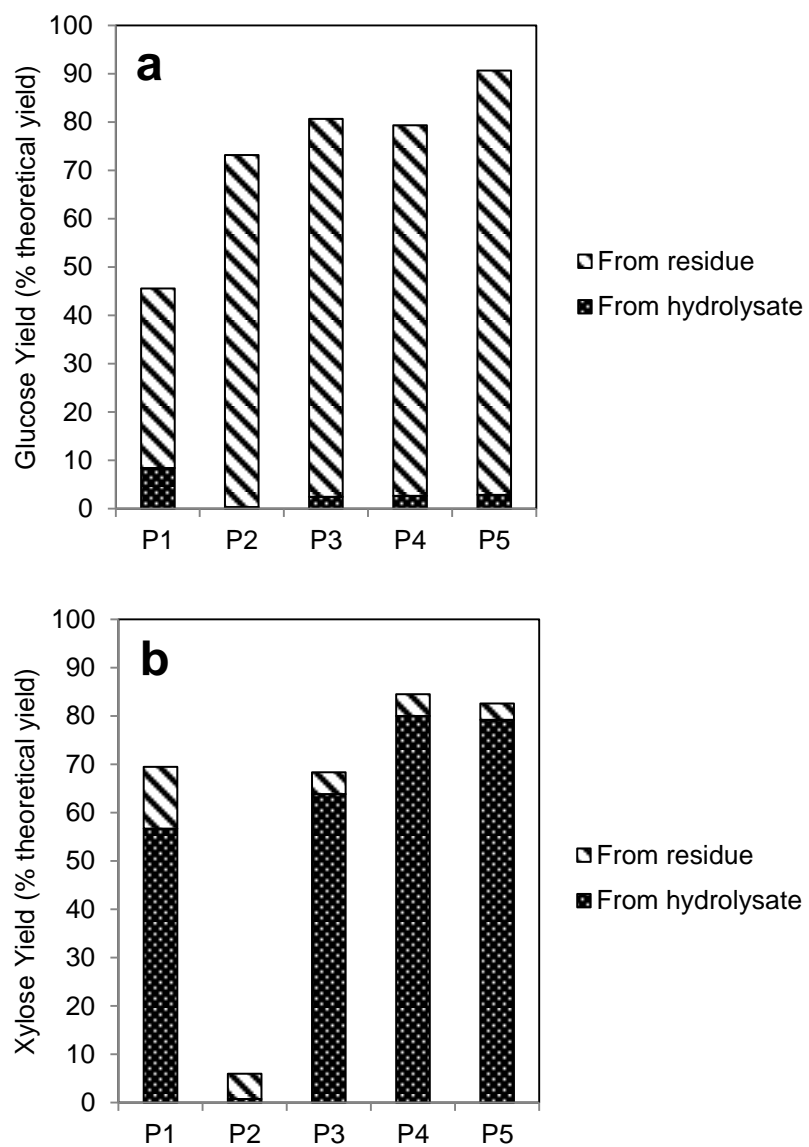 a
Glucose Yield (% theoretical yield)
100
90
80
70
60
50
40
30
20
10
0
P1 P2 P3 P4 P5
From residue
From hydrolysate
b
Xylose Yield (% theoretical yield)
100
90
80
70
60
50
40
30
20
10
0
P1 P2 P3 P4 P5
From residue
From hydrolysate